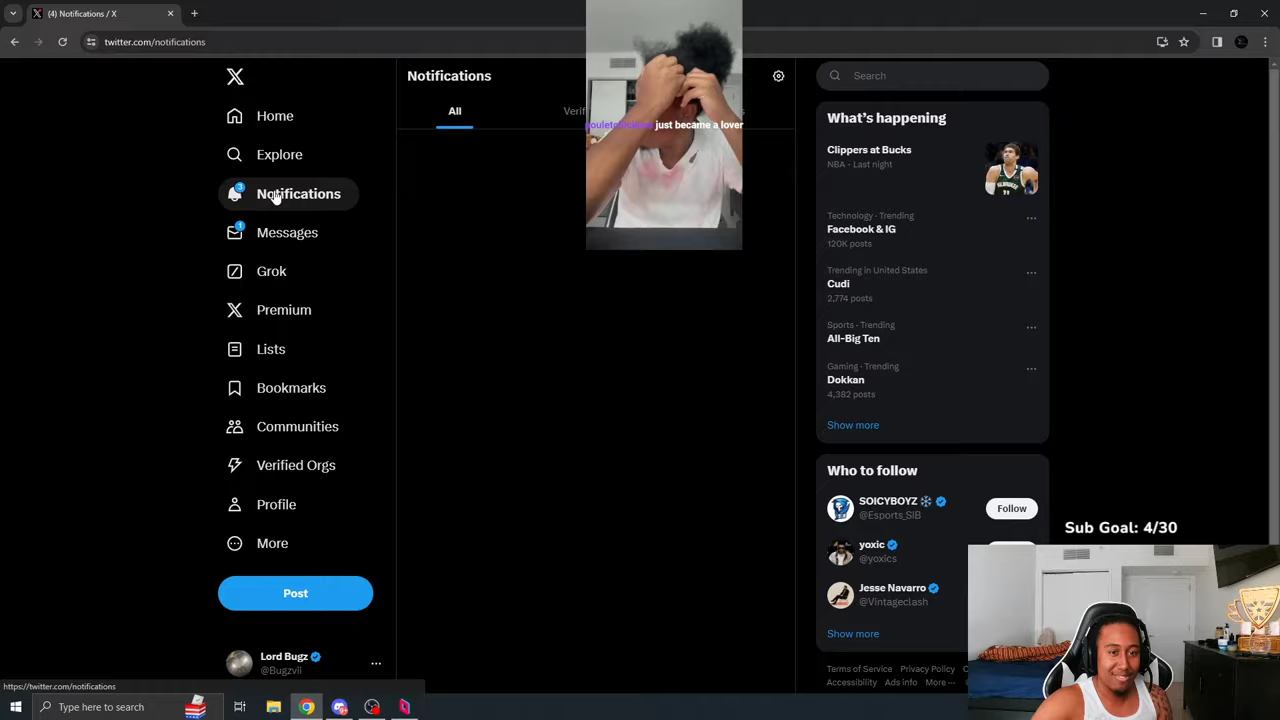 (4) Notifications / X
twitter.com/notifications
Home
Explore
3
Notifications
1
Messages
Grok
Premium
Lists
Bookmarks
Communities
Verified Orgs
Profile
More
Post
Lord Bugz
@Bugzvii
https://twitter.com/notifications
Notifications
All
just became a lover
Search
What's happening
Clippers at Bucks
NBA · Last night
Technology · Trending
Facebook & IG
120K posts
Trending in United States
Cudi
2,774 posts
Sports · Trending
All-Big Ten
Gaming · Trending
Dokkan
4,382 posts
Show more
Who to follow
SOICYBOYZ ❄
@Esports_SIB
Follow
yoxic
@yoxics
Jesse Navarro
@Vintageclash
Show more
Terms of Service Privacy Policy
Accessibility Ads info More ···
Sub Goal: 4/30
Type here to search